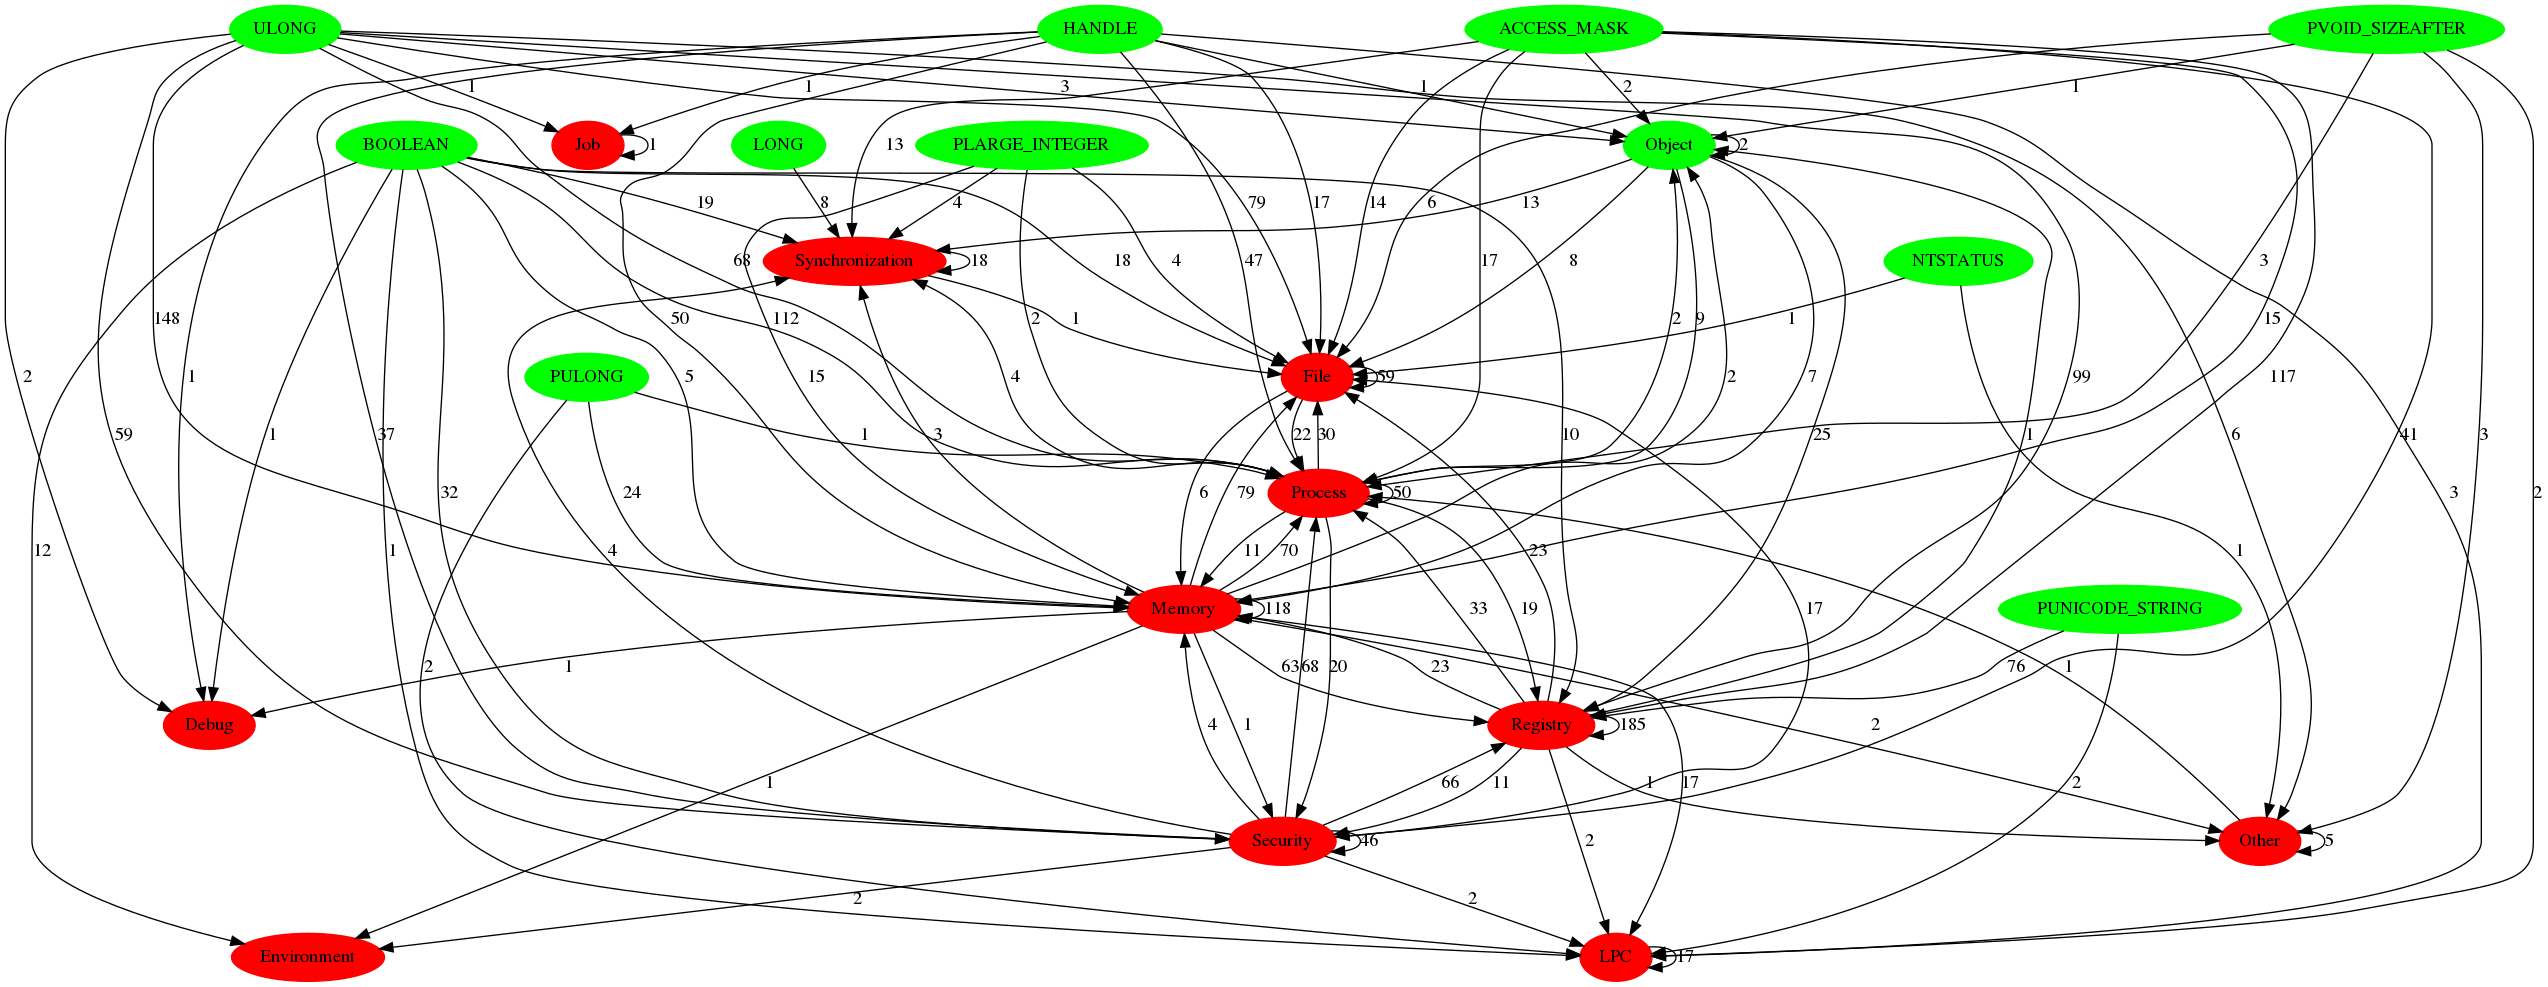 ULONG HANDLE ACCESS_MASK PVOID_SIZEAFTER
1 1 3 1 2 1
BOOLEAN Job 1 LONG PLARGE_INTEGER 13 Object 2
19 8 4 79 17 14 6 13
68 Synchronization 18 18 4 47 17 8 NTSTATUS 3
148 50 112 1 2 2 9 1 15
2 1 PULONG 15 5 4 File 59 2 7 99 117
59 1 37 1 22 30 10 25 1 6 41 3
32 24 3 6 79 Process 50 3 2
12 1 4 11 70 23 1
Memory 118 33 19 17 PUNICODE_STRING
2 1 63 68 20 23 1 76
Debug 4 1 Registry 185 2
1 66 11 17 1 2
Security 46 2 Other 5
2 2
Environment LPC 17